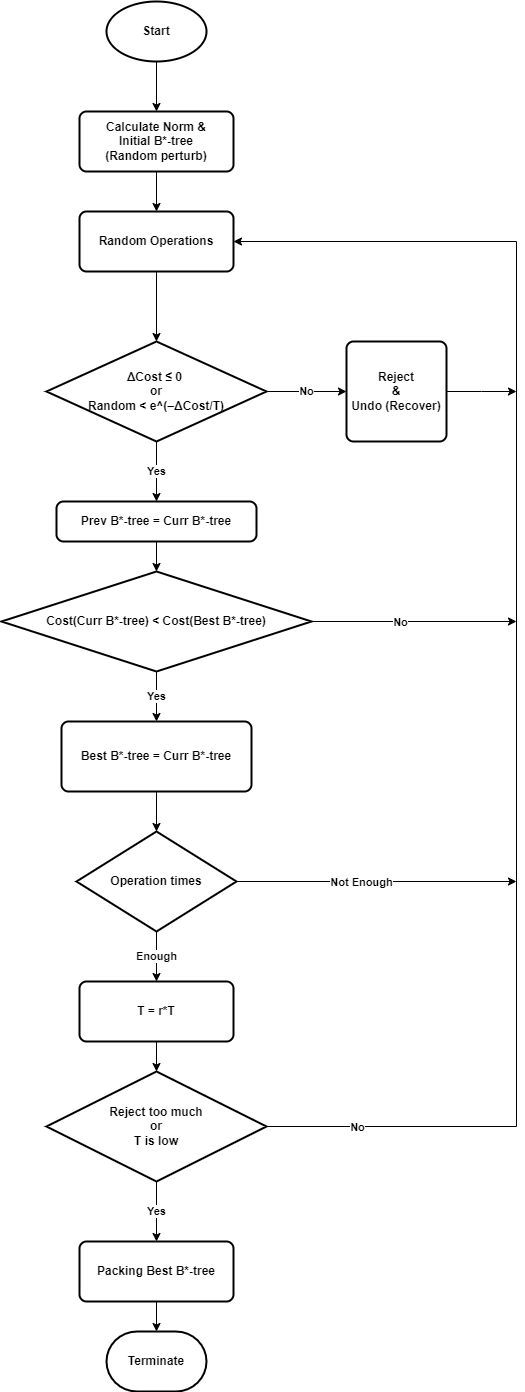 Start
Calculate Norm &
Initial B*-tree
(Random perturb)
Random Operations
ΔCost ≤ 0
or
Random < e^(−ΔCost/T)
No
Reject
&
Undo (Recover)
Yes
Prev B*-tree = Curr B*-tree
Cost(Curr B*-tree) < Cost(Best B*-tree)
No
Yes
Best B*-tree = Curr B*-tree
Operation times
Not Enough
Enough
T = r*T
Reject too much
or
T is low
No
Yes
Packing Best B*-tree
Terminate